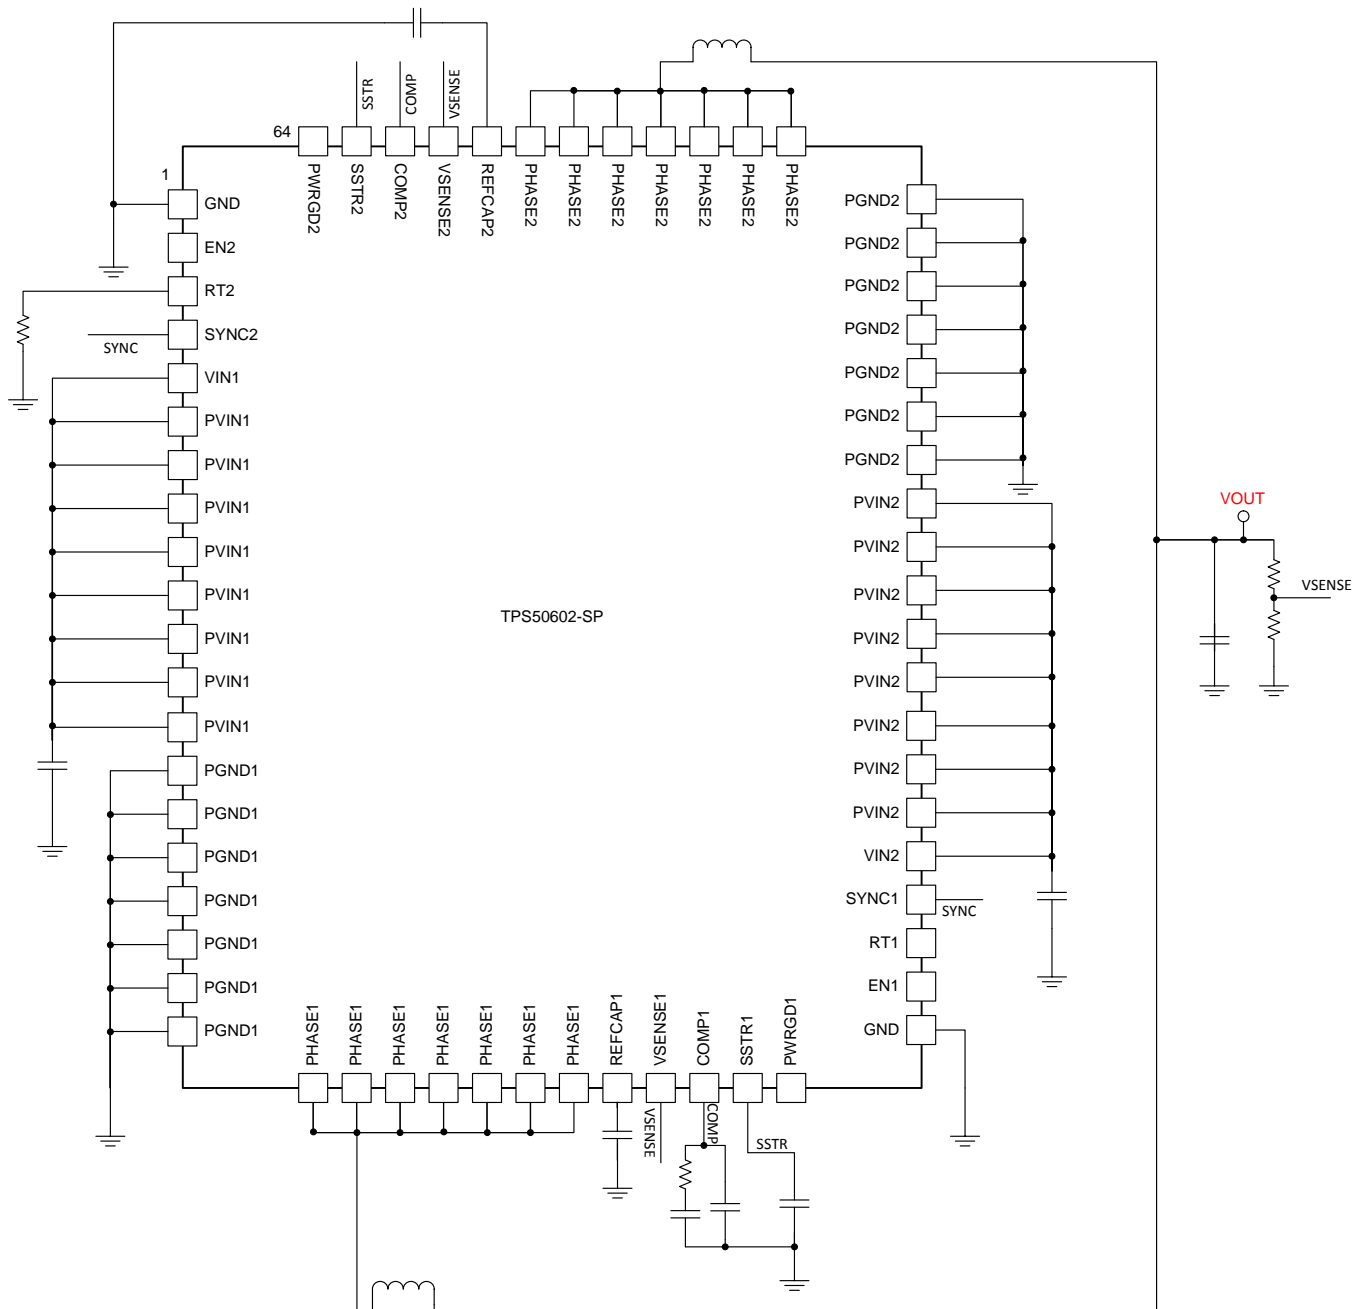 SSTR
COMP
VSENSE
64
PWRGD2
SSTR2
COMP2
VSENSE2
REFCAP2
PHASE2
PHASE2
PHASE2
PHASE2
PHASE2
PHASE2
PHASE2
1
GND
EN2
RT2
SYNC2
SYNC
VIN1
PVIN1
PVIN1
PVIN1
PVIN1
PVIN1
PVIN1
PVIN1
PVIN1
PGND1
PGND1
PGND1
PGND1
PGND1
PGND1
PGND1
TPS50602-SP
PGND2
PGND2
PGND2
PGND2
PGND2
PGND2
PGND2
PVIN2
PVIN2
PVIN2
PVIN2
PVIN2
PVIN2
PVIN2
PVIN2
VIN2
SYNC1
SYNC
RT1
EN1
GND
VOUT
VSENSE
PHASE1
PHASE1
PHASE1
PHASE1
PHASE1
PHASE1
PHASE1
REFCAP1
VSENSE1
COMP1
SSTR1
PWRGD1
VSENSE
COMP
SSTR